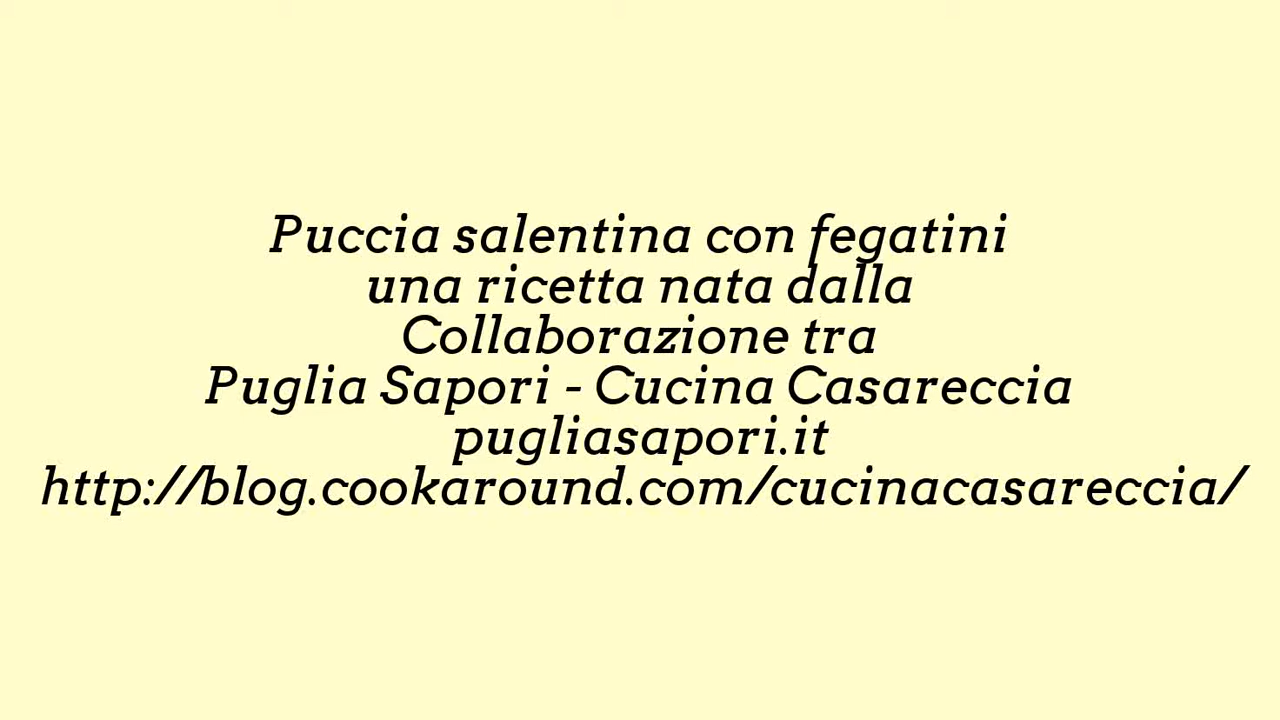 Puccia salentina con fegatini
una ricetta nata dalla
Collaborazione tra
Puglia Sapori - Cucina Casareccia
pugliasapori.it
http://blog.cookaround.com/cucinacasareccia/